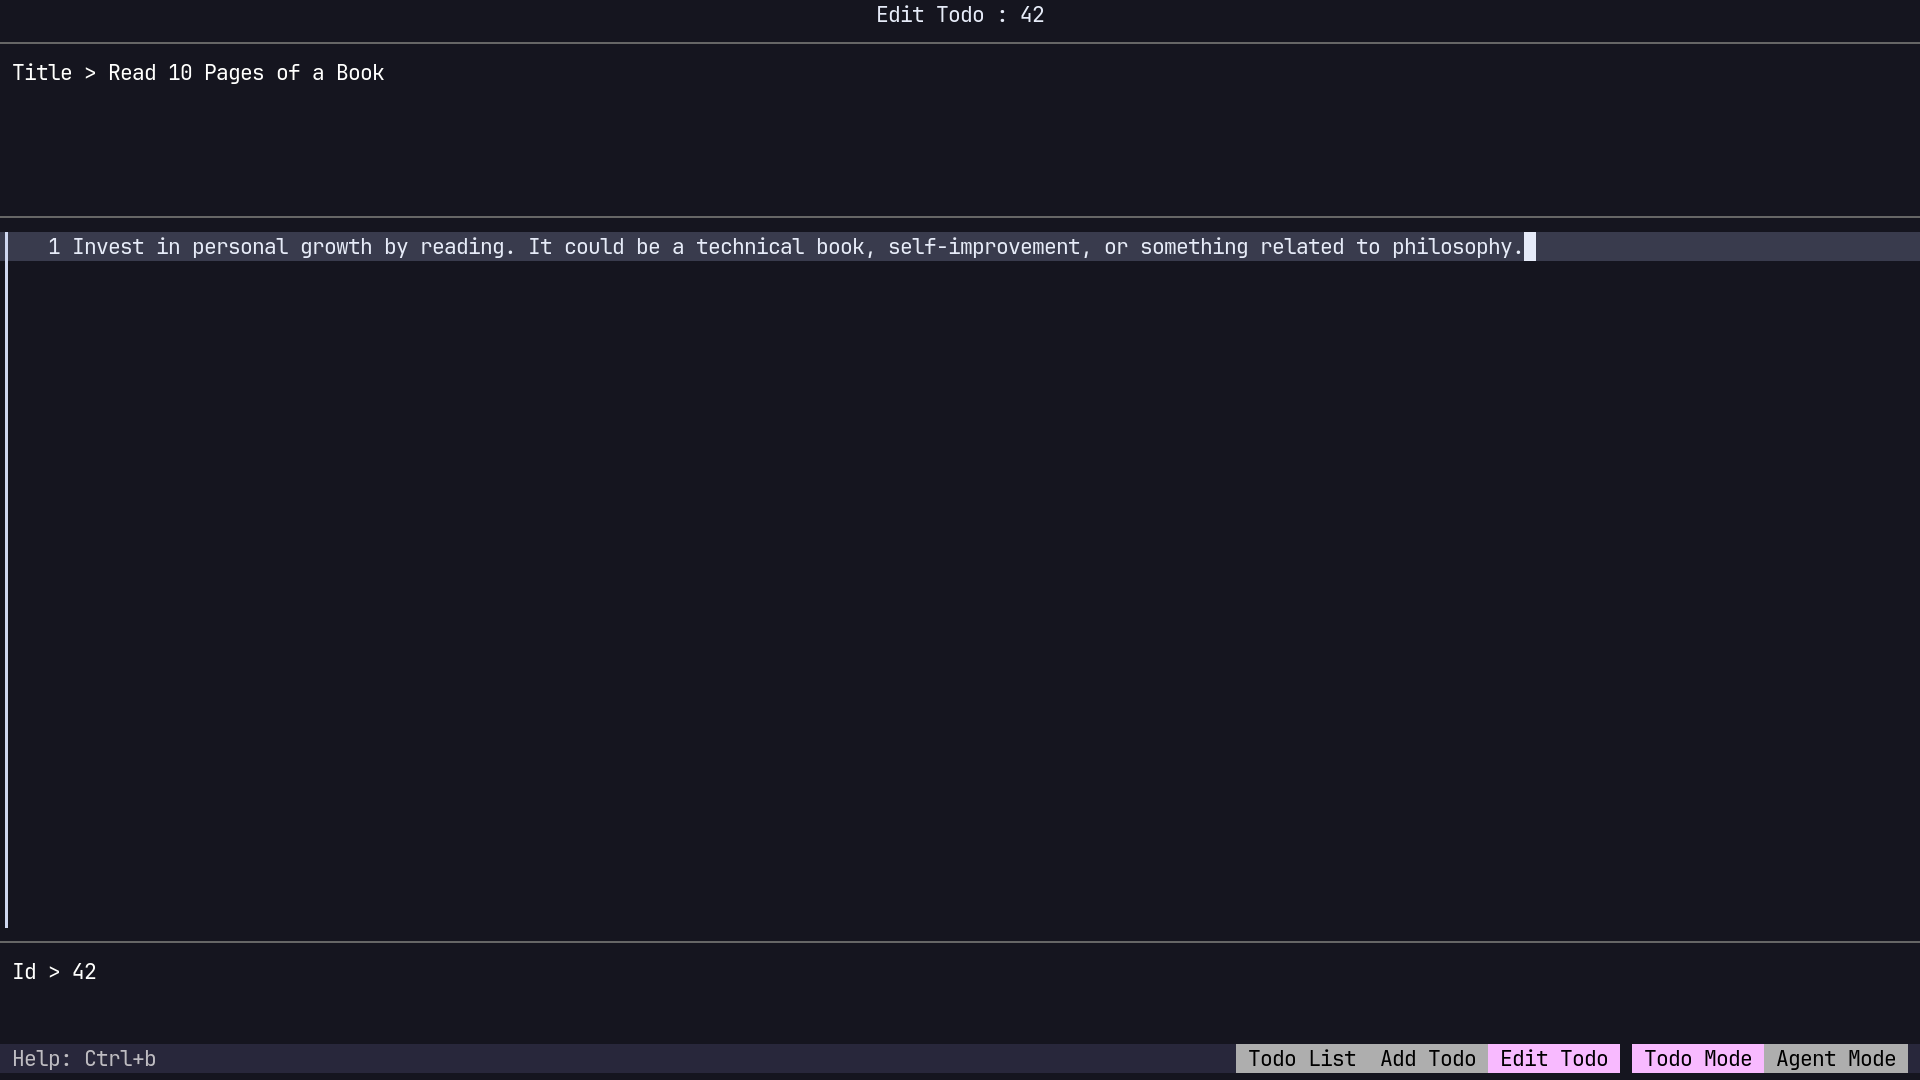 Edit Todo : 42
Title > Read 10 Pages of a Book
1 Invest in personal growth by reading. It could be a technical book, self-improvement, or something related to philosophy.
Id > 42
Help: Ctrl+b Todo List Add Todo Edit Todo Todo Mode Agent Mode